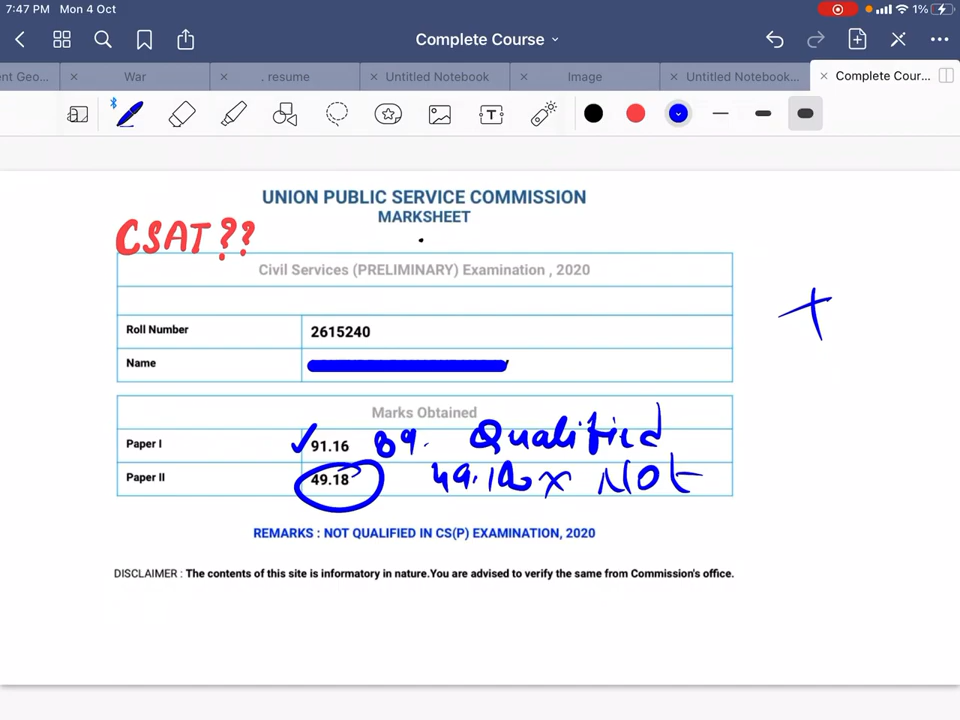 7:47 PM Mon 4 Oct 1%
Complete Course
ent Geo... War . resume Untitled Notebook Image Untitled Notebook... Complete Cour...
T
UNION PUBLIC SERVICE COMMISSION
MARKSHEET
CSAT??
Civil Services (PRELIMINARY) Examination , 2020
Roll Number 2615240
Name
Marks Obtained
Paper I 91.16 89. Qualified
Paper II 49.18 NOT
REMARKS : NOT QUALIFIED IN CS(P) EXAMINATION, 2020
DISCLAIMER : The contents of this site is informatory in nature.You are advised to verify the same from Commission's office.